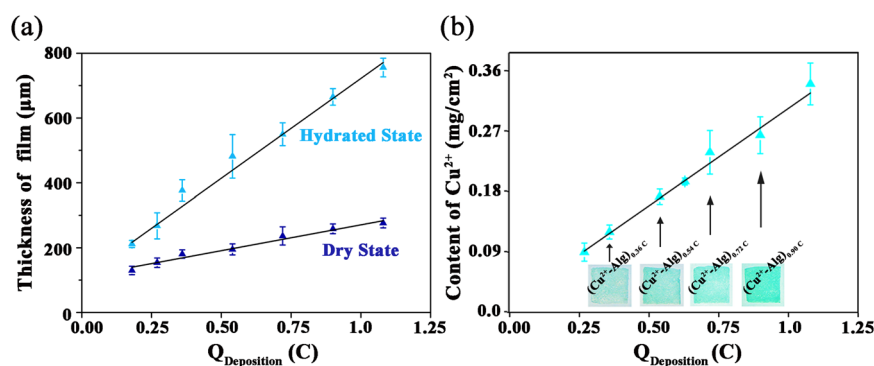 (a)
800
600
400
200
0
Thickness of film (μm)
Hydrated State
Dry State
0.00
0.25
0.50
0.75
1.00
1.25
Q_Deposition (C)
(b)
0.36
0.27
0.18
0.09
0.0
Content of Cu²⁺ (mg/cm²)
(Cu²⁺-Alg)₀.₃₆ C
(Cu²⁺-Alg)₀.₅₄ C
(Cu²⁺-Alg)₀.₇₂ C
(Cu²⁺-Alg)₀.₉₀ C
0.00
0.25
0.50
0.75
1.0
1.25
Q_Deposition (C)